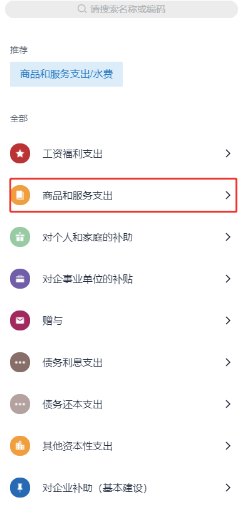 请搜索名称或编码
推荐
商品和服务支出/水费
全部
工资福利支出
商品和服务支出
对个人和家庭的补助
对企事业单位的补贴
赠与
债务利息支出
债务还本支出
其他资本性支出
对企业补助（基本建设）